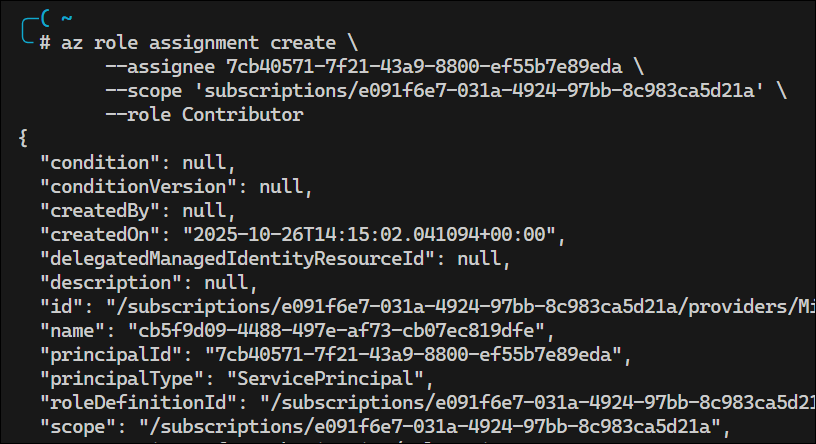 ~
# az role assignment create \
--assignee 7cb40571-7f21-43a9-8800-ef55b7e89eda \
--scope 'subscriptions/e091f6e7-031a-4924-97bb-8c983ca5d21a' \
--role Contributor
{
"condition": null,
"conditionVersion": null,
"createdBy": null,
"createdOn": "2025-10-26T14:15:02.041094+00:00",
"delegatedManagedIdentityResourceId": null,
"description": null,
"id": "/subscriptions/e091f6e7-031a-4924-97bb-8c983ca5d21a/providers/Mi
"name": "cb5f9d09-4488-497e-af73-cb07ec819dfe",
"principalId": "7cb40571-7f21-43a9-8800-ef55b7e89eda",
"principalType": "ServicePrincipal",
"roleDefinitionId": "/subscriptions/e091f6e7-031a-4924-97bb-8c983ca5d21
"scope": "/subscriptions/e091f6e7-031a-4924-97bb-8c983ca5d21a",